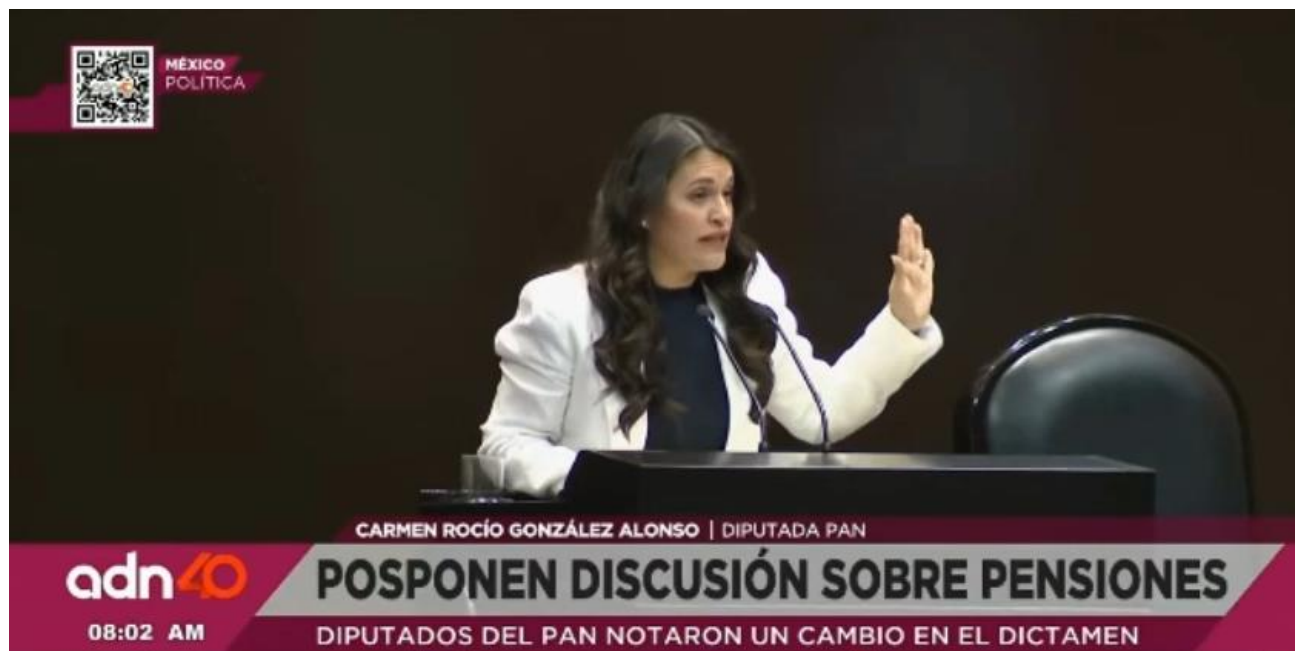 MÉXICO
POLÍTICA
CARMEN ROCÍO GONZÁLEZ ALONSO | DIPUTADA PAN
adn40
POSPONEN DISCUSIÓN SOBRE PENSIONES
08:02 AM
DIPUTADOS DEL PAN NOTARON UN CAMBIO EN EL DICTAMEN